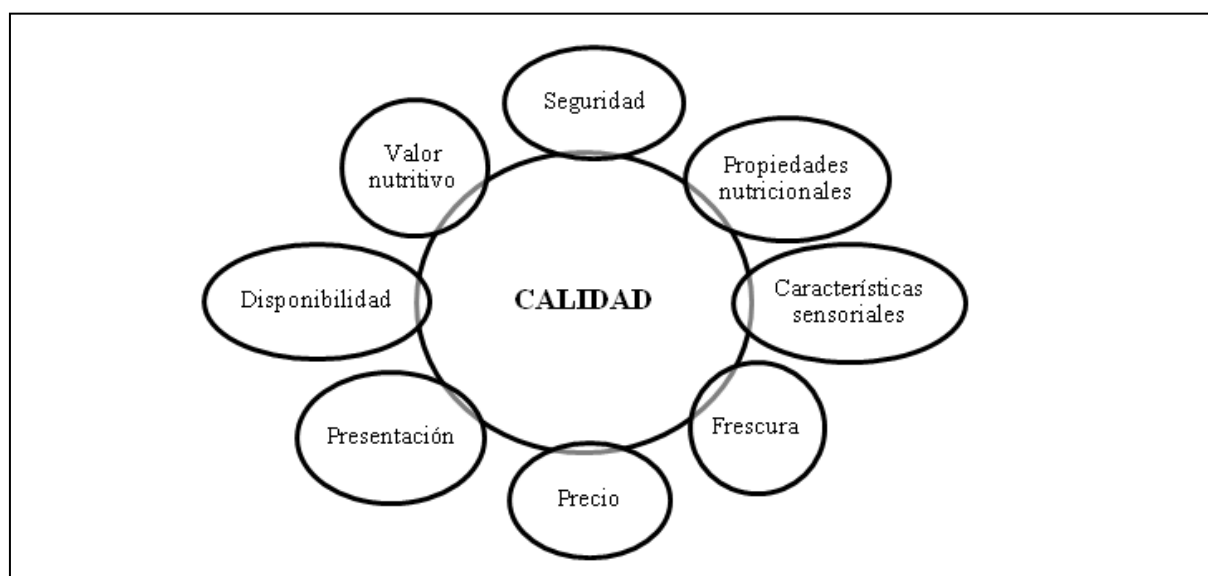 Seguridad
Valor
nutritivo
Propiedades
nutricionales
Disponibilidad
CALIDAD
Características
sensoriales
Presentación
Frescura
Precio